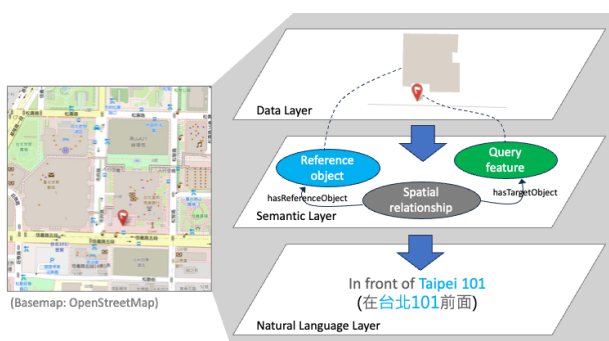 Data Layer
Reference
object
Query
feature
hasReferenceObject
Spatial
relationship
hasTargetObject
Semantic Layer
In front of Taipei 101
(在台北101前面)
Natural Language Layer
(Basemap: OpenStreetMap)